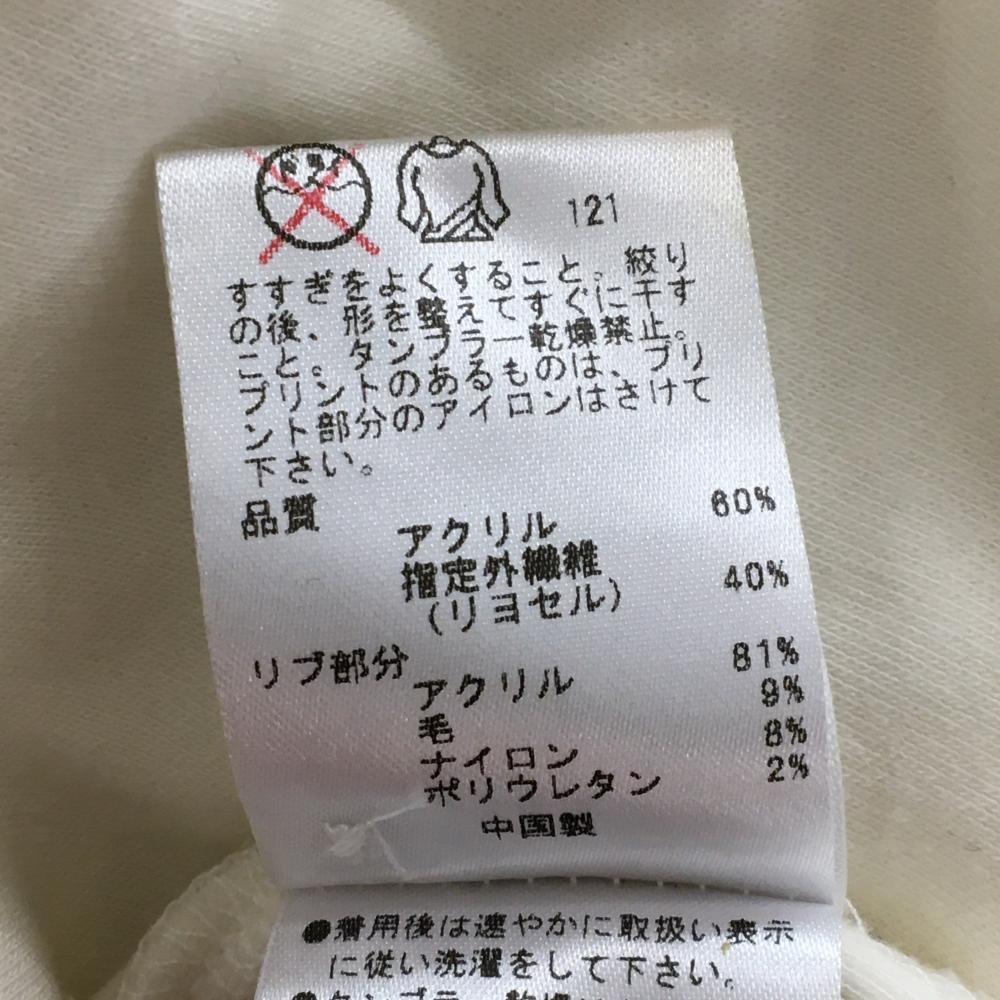 121
すすぎをよくすること。絞り
の後、形を整えてすぐに干す
こと。タンブラー乾燥禁止。
プリントのあるものは、プリ
ント部分のアイロンはさけて
下さい。
品質
アクリル 60%
指定外繊維
(リヨセル) 40%
リブ部分
アクリル 81%
毛 9%
ナイロン 8%
ポリウレタン 2%
中国製
●着用後は速やかに取扱い表示
に従い洗濯をして下さい。